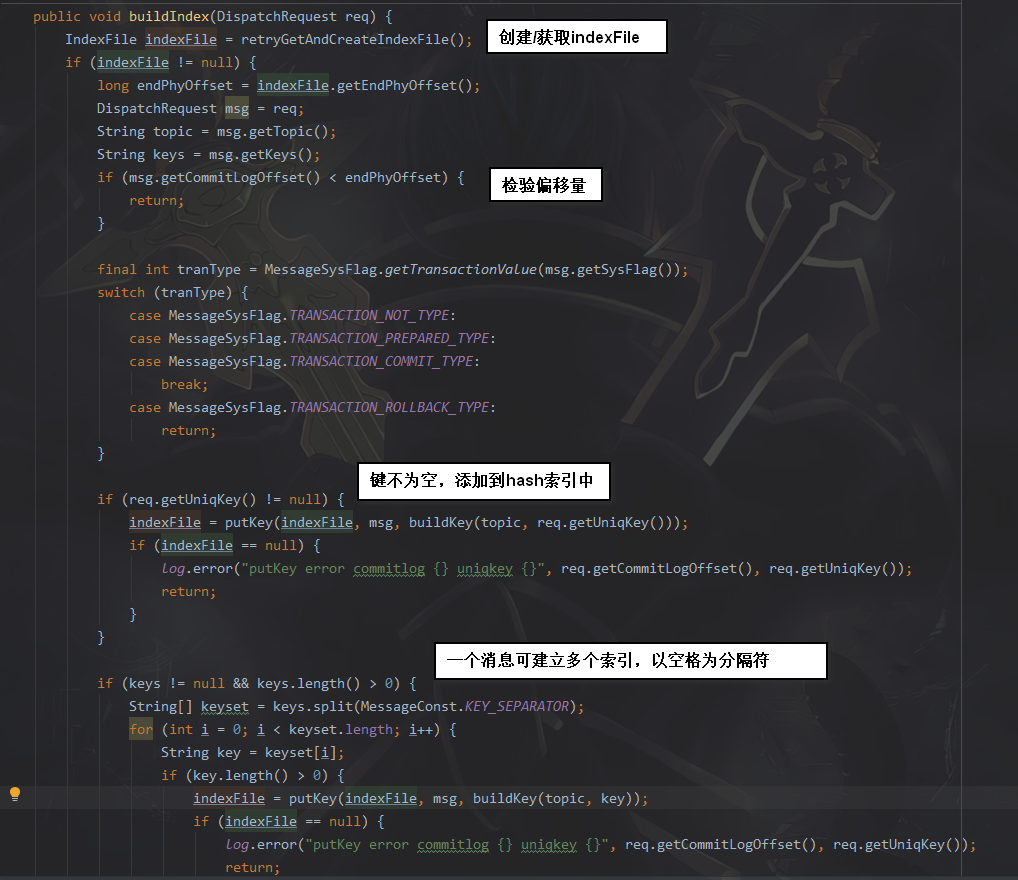 public void buildIndex(DispatchRequest req) {
IndexFile indexFile = retryGetAndCreateIndexFile();
创建/获取indexFile
if (indexFile != null) {
long endPhyOffset = indexFile.getEndPhyOffset();
DispatchRequest msg = req;
String topic = msg.getTopic();
String keys = msg.getKeys();
if (msg.getCommitLogOffset() < endPhyOffset) {
检验偏移量
return;
}
final int tranType = MessageSysFlag.getTransactionValue(msg.getSysFlag());
switch (tranType) {
case MessageSysFlag.TRANSACTION_NOT_TYPE:
case MessageSysFlag.TRANSACTION_PREPARED_TYPE:
case MessageSysFlag.TRANSACTION_COMMIT_TYPE:
break;
case MessageSysFlag.TRANSACTION_ROLLBACK_TYPE:
return;
}
键不为空，添加到hash索引中
if (req.getUniqKey() != null) {
indexFile = putKey(indexFile, msg, buildKey(topic, req.getUniqKey()));
if (indexFile == null) {
log.error("putKey error commitlog {} uniqkey {}", req.getCommitLogOffset(), req.getUniqKey());
return;
}
}
一个消息可建立多个索引，以空格为分隔符
if (keys != null && keys.length() > 0) {
String[] keyset = keys.split(MessageConst.KEY_SEPARATOR);
for (int i = 0; i < keyset.length; i++) {
String key = keyset[i];
if (key.length() > 0) {
indexFile = putKey(indexFile, msg, buildKey(topic, key));
if (indexFile == null) {
log.error("putKey error commitlog {} uniqkey {}", req.getCommitLogOffset(), req.getUniqKey());
return;